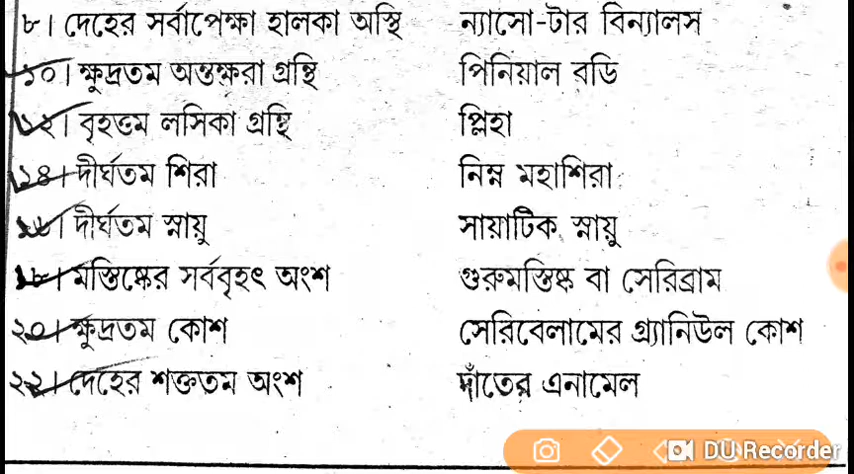 ৮। দেহের সর্বাপেক্ষা হালকা অস্থি ন্যাসো-টার বিন্যালস
১০। ক্ষুদ্রতম অন্তক্ষরা গ্রন্থি পিনিয়াল বডি
১২। বৃহত্তম লসিকা গ্রন্থি প্লিহা
১৪। দীর্ঘতম শিরা নিম্ন মহাশিরা
১৬। দীর্ঘতম স্নায়ু সায়াটিক স্নায়ু
১৮। মস্তিষ্কের সর্ববৃহৎ অংশ গুরুমস্তিষ্ক বা সেরিব্রাম
২০। ক্ষুদ্রতম কোশ সেরিবেলামের গ্র্যানিউল কোশ
২২। দেহের শক্ততম অংশ দাঁতের এনামেল
DU Recorder